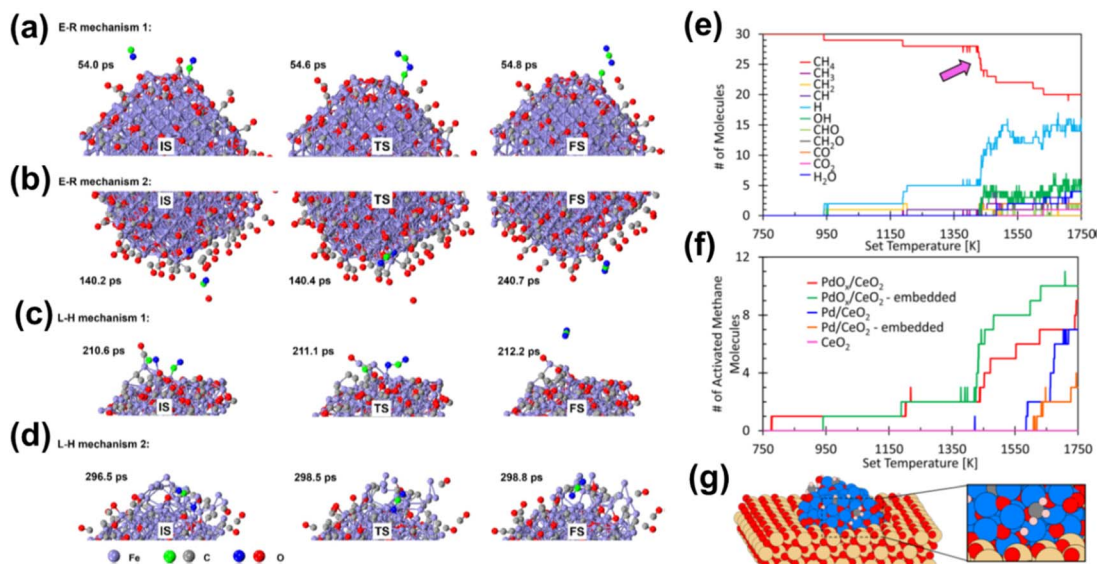 (a)
E-R mechanism 1:
54.0 ps
54.6 ps
54.8 ps
IS
TS
FS
(b)
E-R mechanism 2:
IS
TS
FS
140.2 ps
140.4 ps
240.7 ps
(c)
L-H mechanism 1:
210.6 ps
211.1 ps
212.2 ps
IS
TS
FS
(d)
L-H mechanism 2:
296.5 ps
298.5 ps
298.8 ps
IS
TS
FS
Fe
C
O
(e)
# of Molecules
30
25
20
15
10
5
0
CH4
CH3
CH2
CH
H
OH
CHO
CH2O
CO
CO2
H2O
750
950
1150
1350
1550
1750
Set Temperature [K]
(f)
# of Activated Methane
Molecules
12
10
8
6
4
2
0
PdOx/CeO2
PdOx/CeO2 - embedded
Pd/CeO2
Pd/CeO2 - embedded
CeO2
750
950
1150
1350
1550
1750
Set Temperature [K]
(g)